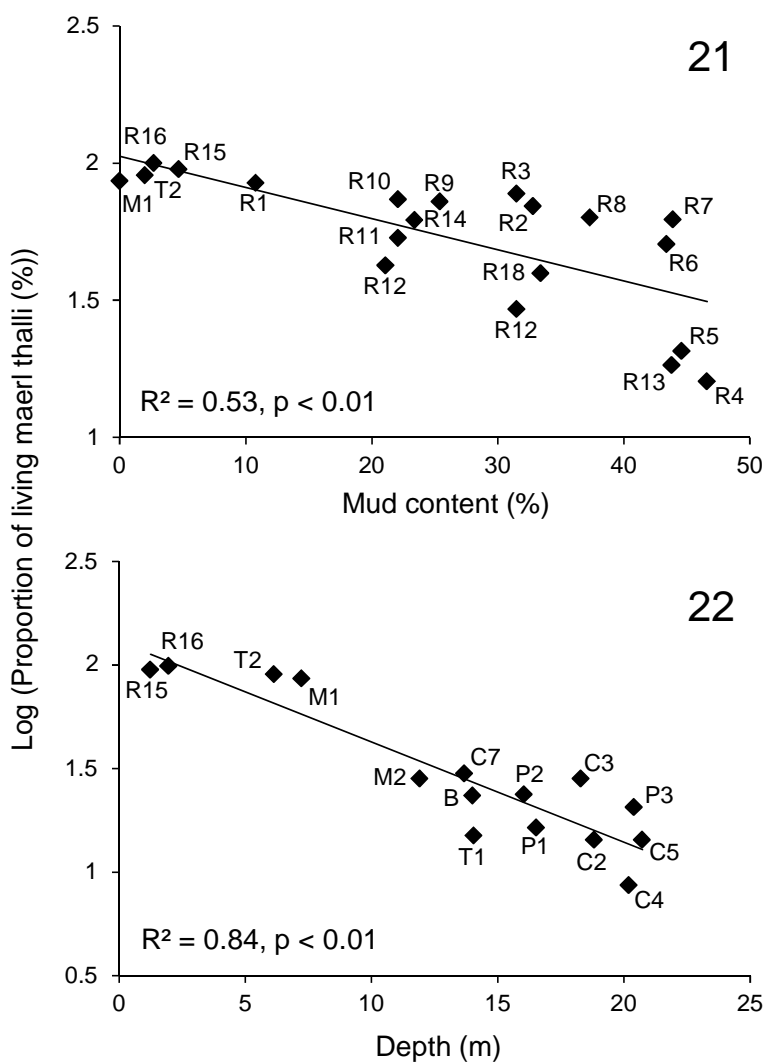 Log (Proportion of living maerl thalli (%))
21
2.5
2
1.5
1
R16
R15
M1
T2
R1
R10
R9
R3
R14
R2
R8
R7
R11
R6
R12
R18
R12
R5
R13
R4
R² = 0.53, p < 0.01
0 10 20 30 40 50
Mud content (%)
22
2.5
2
1.5
1
0.5
R16
R15
T2
M1
C7
C3
M2
B
P2
P3
T1
P1
C2
C5
C4
R² = 0.84, p < 0.01
0 5 10 15 20 25
Depth (m)